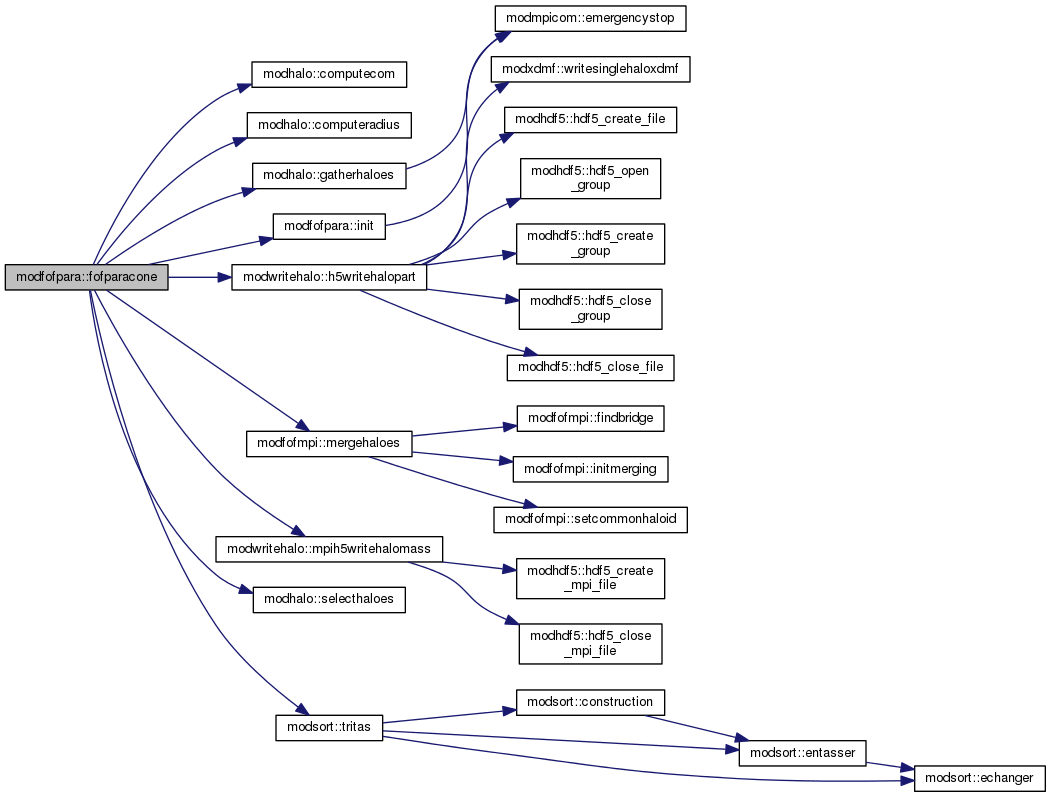 modmpicom::emergencystop
modxdmf::writesinglehaloxdmf
modhalo::computecom
modhdf5::hdf5_create_file
modhalo::computeradius
modhdf5::hdf5_open
_group
modhalo::gatherhaloes
modfofpara::init
modhdf5::hdf5_create
_group
modfofpara::fofparacone
modwritehalo::h5writehalopart
modhdf5::hdf5_close
_group
modhdf5::hdf5_close_file
modfofmpi::findbridge
modfofmpi::mergehaloes
modfofmpi::initmerging
modfofmpi::setcommonhaloid
modwritehalo::mpih5writehalomass
modhdf5::hdf5_create
_mpi_file
modhalo::selecthaloes
modhdf5::hdf5_close
_mpi_file
modsort::construction
modsort::tritas
modsort::entasser
modsort::echanger